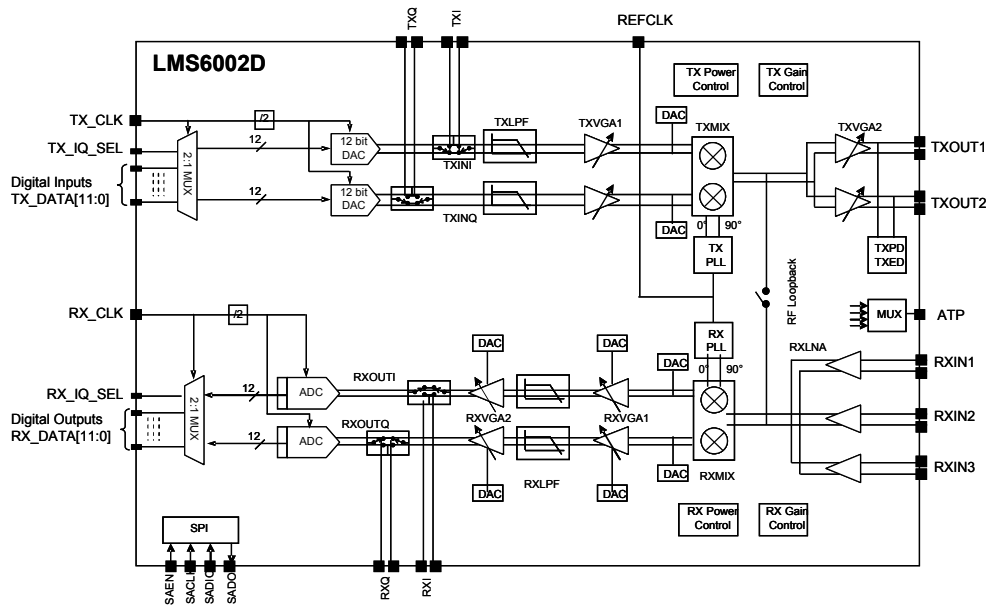 TXQ
TXI
REFCLK
LMS6002D
TX Power
Control
TX Gain
Control
TX_CLK
/2
DAC
TXLPF
TXVGA1
TXMIX
TXVGA2
TX_IQ_SEL
12
12 bit
DAC
TXINI
TXOUT1
Digital Inputs
TX_DATA[11:0]
2:1 MUX
12
12 bit
DAC
TXINQ
TXOUT2
DAC
0°
90°
TX
PLL
TXPD
TXED
RF Loopback
RX_CLK
/2
MUX
ATP
RX
PLL
DAC
DAC
RXLNA
RXIN1
DAC
0°
90°
RXOUTI
RX_IQ_SEL
12
ADC
2:1 MUX
Digital Outputs
RX_DATA[11:0]
RXOUTQ
RXVGA2
RXVGA1
RXIN2
12
ADC
RXLPF
DAC
RXMIX
RXIN3
DAC
DAC
SPI
RX Power
Control
RX Gain
Control
SAEN
SACLK
SADIO
SADO
RXQ
RXI